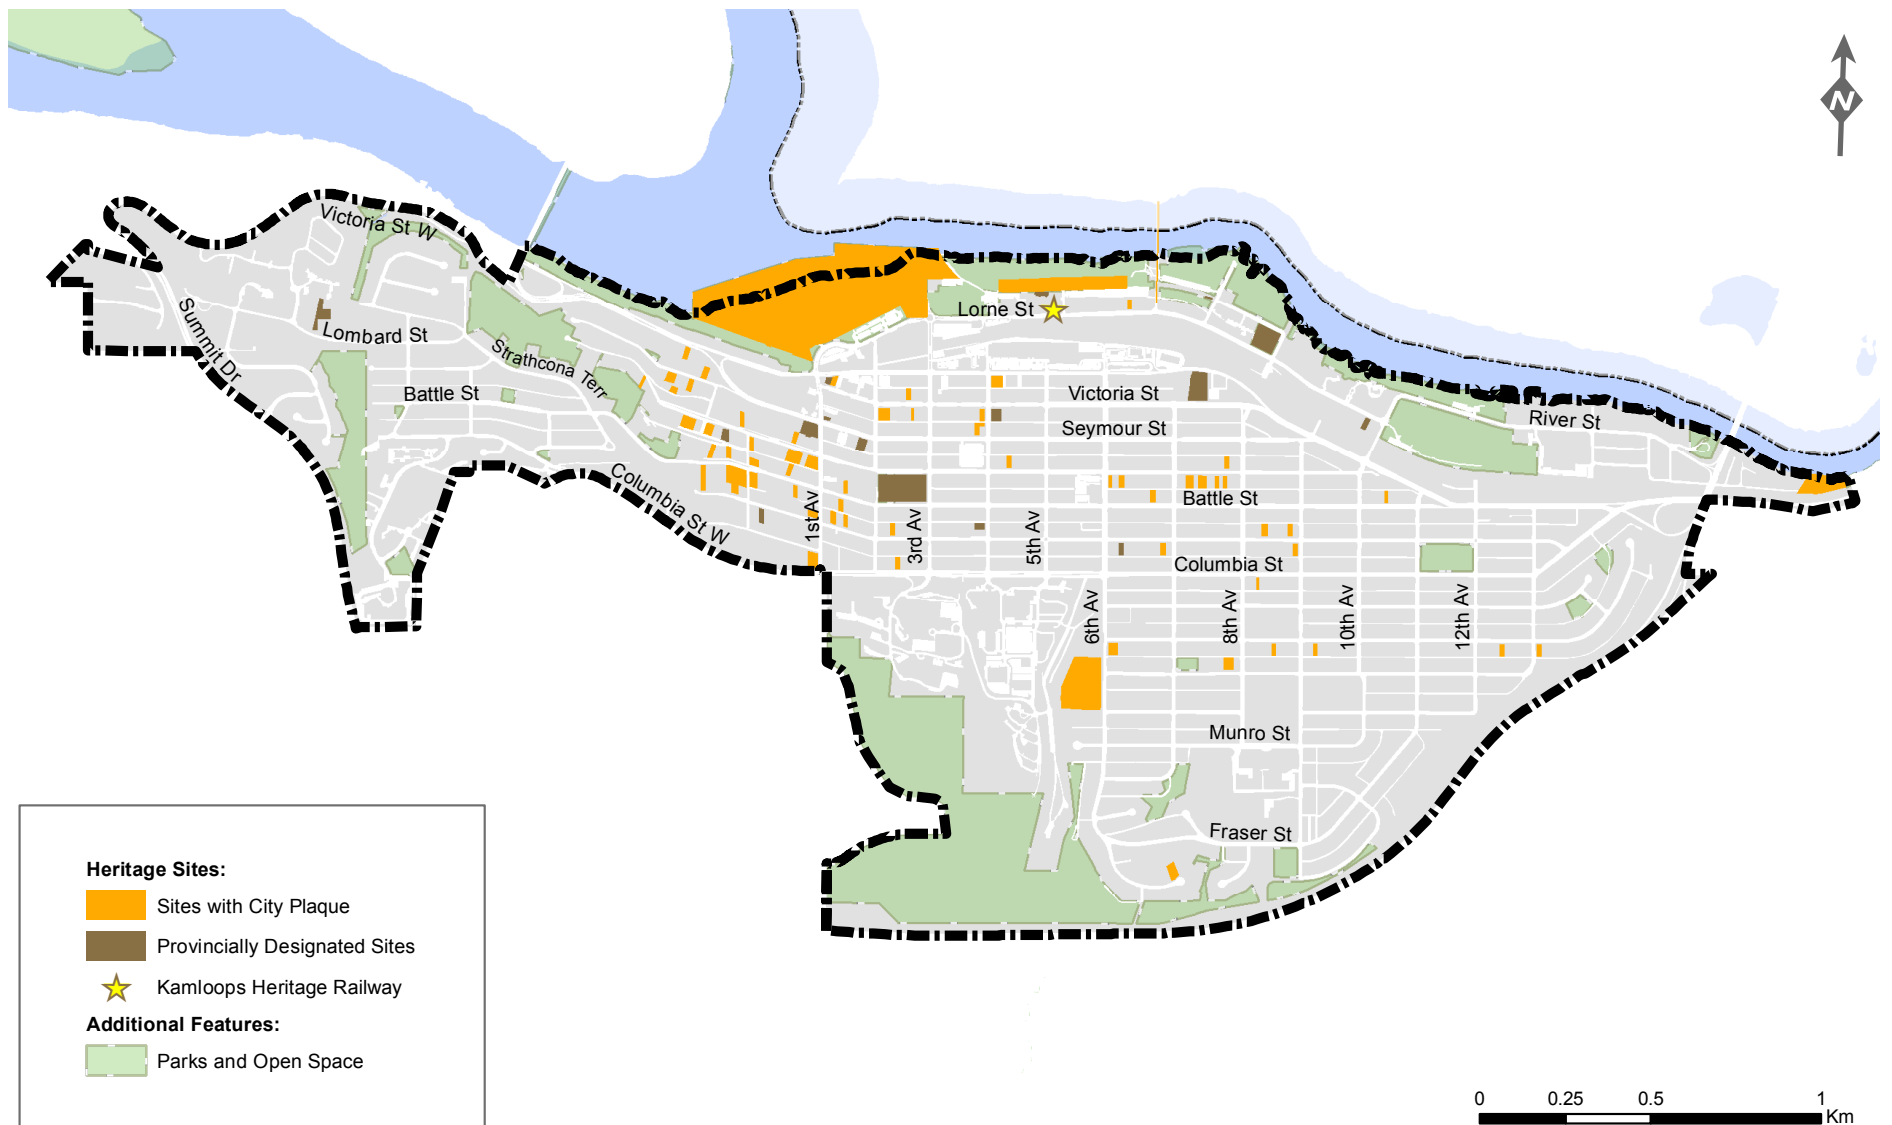 N
Victoria St W
Summit Dr
Lombard St
Strathcona Terr
Battle St
Columbia St W
Lorne St
Victoria St
Seymour St
River St
Battle St
1st Av
3rd Av
5th Av
Columbia St
6th Av
8th Av
10th Av
12th Av
Munro St
Fraser St
Heritage Sites:
Sites with City Plaque
Provincially Designated Sites
Kamloops Heritage Railway
Additional Features:
Parks and Open Space
0 0.25 0.5 1
Km